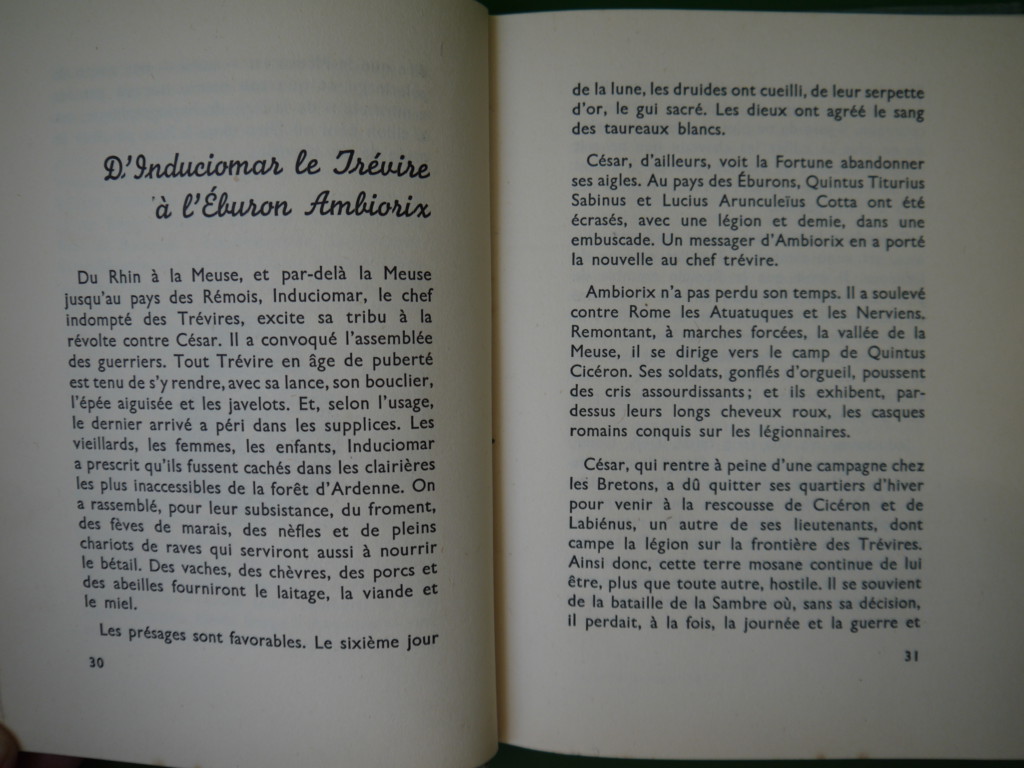 D'Induciomar le Trévire
à l'Éburon Ambiorix
Du Rhin à la Meuse, et par-delà la Meuse
jusqu'au pays des Rémois, Induciomar, le chef
indompté des Trévires, excite sa tribu à la
révolte contre César. Il a convoqué l'assemblée
des guerriers. Tout Trévire en âge de puberté
est tenu de s'y rendre, avec sa lance, son bouclier,
l'épée aiguisée et les javelots. Et, selon l'usage,
le dernier arrivé a péri dans les supplices. Les
vieillards, les femmes, les enfants, Induciomar
a prescrit qu'ils fussent cachés dans les clairières
les plus inaccessibles de la forêt d'Ardenne. On
a rassemblé, pour leur subsistance, du froment,
des fèves de marais, des nèfles et de pleins
chariots de raves qui serviront aussi à nourrir
le bétail. Des vaches, des chèvres, des porcs et
des abeilles fourniront le laitage, la viande et
le miel.
Les présages sont favorables. Le sixième jour
30
de la lune, les druides ont cueilli, de leur serpette
d'or, le gui sacré. Les dieux ont agréé le sang
des taureaux blancs.
César, d'ailleurs, voit la Fortune abandonner
ses aigles. Au pays des Éburons, Quintus Titurius
Sabinus et Lucius Arunculeïus Cotta ont été
écrasés, avec une légion et demie, dans une
embuscade. Un messager d'Ambiorix en a porté
la nouvelle au chef trévire.
Ambiorix n'a pas perdu son temps. Il a soulevé
contre Rome les Atuatuques et les Nerviens.
Remontant, à marches forcées, la vallée de la
Meuse, il se dirige vers le camp de Quintus
Cicéron. Ses soldats, gonflés d'orgueil, poussent
des cris assourdissants; et ils exhibent, par-
dessus leurs longs cheveux roux, les casques
romains conquis sur les légionnaires.
César, qui rentre à peine d'une campagne chez
les Bretons, a dû quitter ses quartiers d'hiver
pour venir à la rescousse de Cicéron et de
Labiénus, un autre de ses lieutenants, dont
campe la légion sur la frontière des Trévires.
Ainsi donc, cette terre mosane continue de lui
être, plus que toute autre, hostile. Il se souvient
de la bataille de la Sambre où, sans sa décision,
il perdait, à la fois, la journée et la guerre et
31